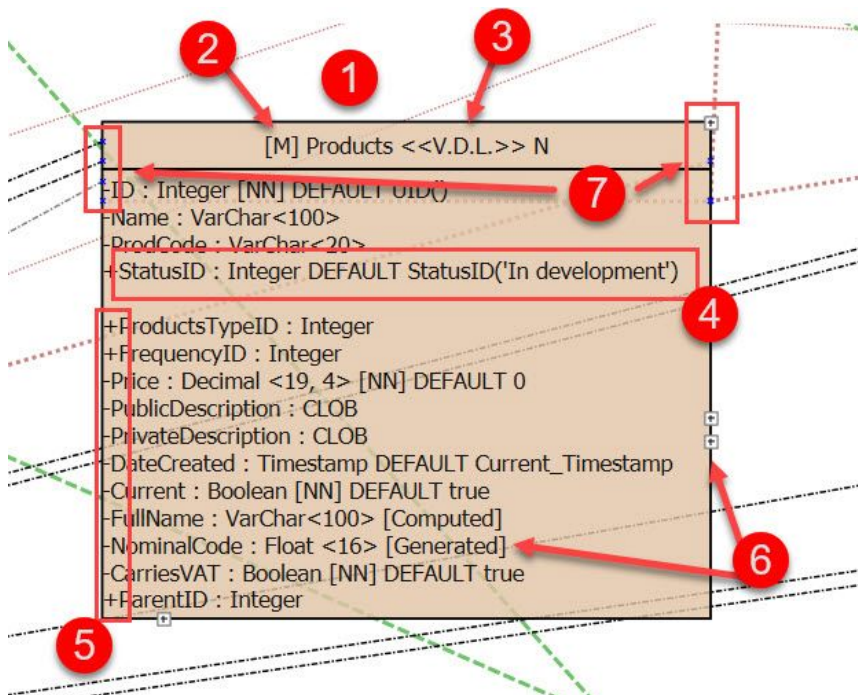 2
3
1
[M] Products <<V.D.L.>> N
7
-ID : Integer [NN] DEFAULT UID()
-Name : VarChar<100>
-ProdCode : VarChar<20>
+StatusID : Integer DEFAULT StatusID('In development')
4
+ProductsTypeID : Integer
+FrequencyID : Integer
-Price : Decimal <19, 4> [NN] DEFAULT 0
-PublicDescription : CLOB
-PrivateDescription : CLOB
-DateCreated : Timestamp DEFAULT Current_Timestamp
-Current : Boolean [NN] DEFAULT true
-FullName : VarChar<100> [Computed]
-NominalCode : Float <16> [Generated]
6
-CarriesVAT : Boolean [NN] DEFAULT true
+ParentID : Integer
5